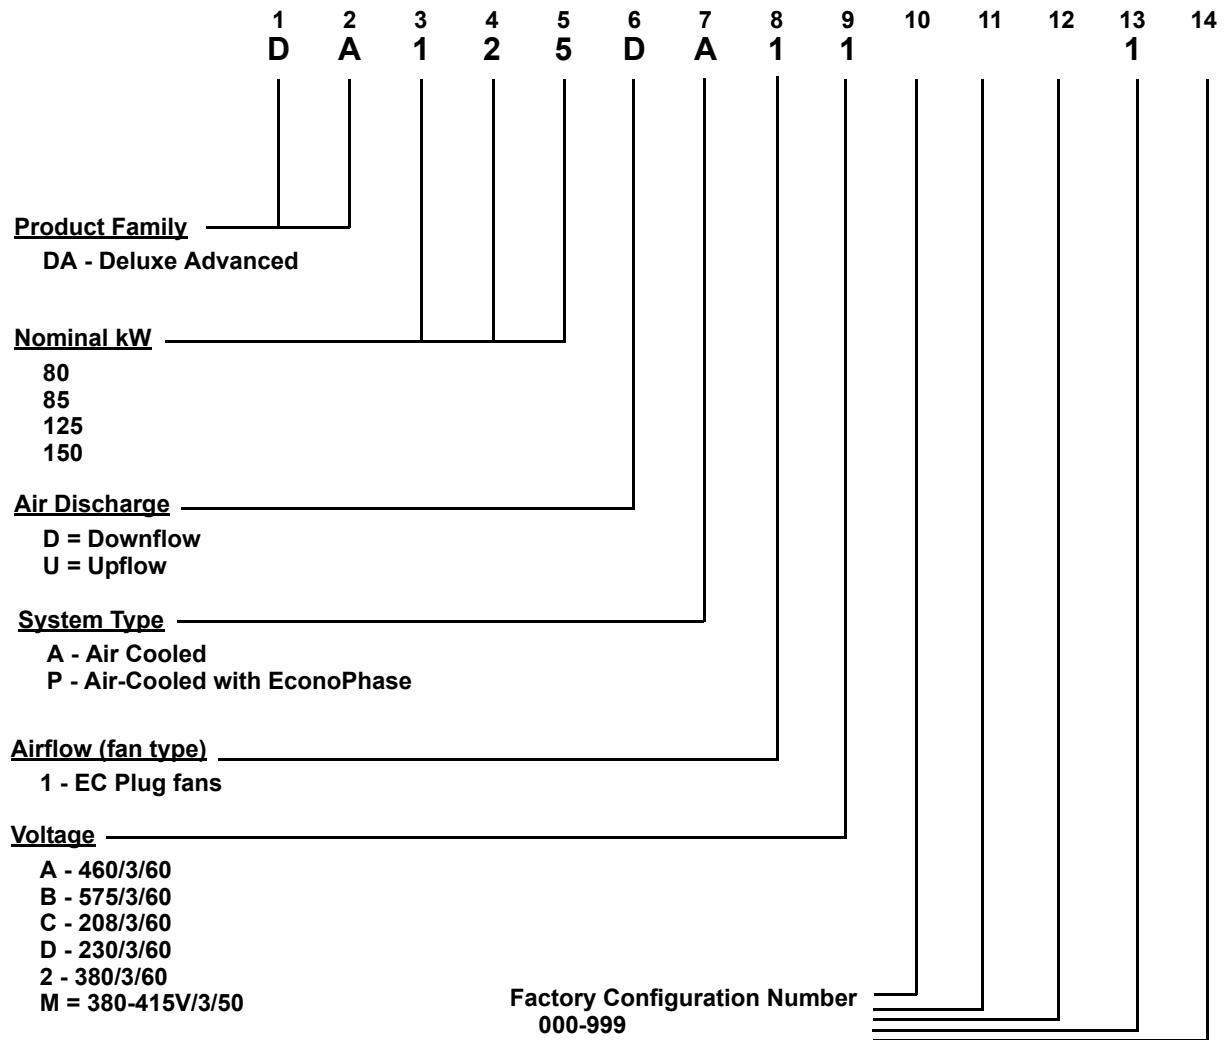 1 2 3 4 5 6 7 8 9 10 11 12 13 14
D A 1 2 5 D A 1 1 1
Product Family
DA - Deluxe Advanced
Nominal kW
80
85
125
150
Air Discharge
D = Downflow
U = Upflow
System Type
A - Air Cooled
P - Air-Cooled with EconoPhase
Airflow (fan type)
1 - EC Plug fans
Voltage
A - 460/3/60
B - 575/3/60
C - 208/3/60
D - 230/3/60
2 - 380/3/60
M = 380-415V/3/50
Factory Configuration Number
000-999